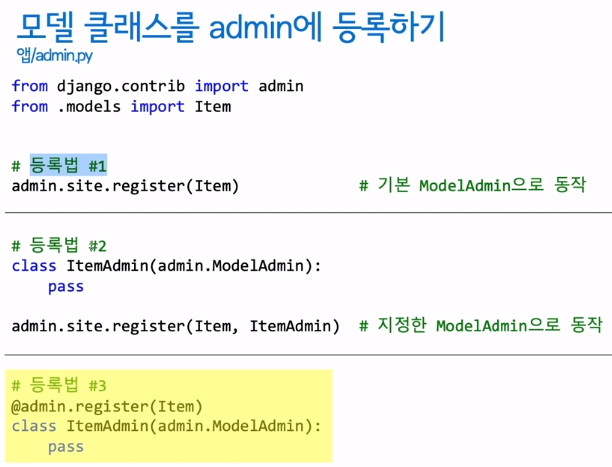 모델 클래스를 admin에 등록하기
앱/admin.py
from django.contrib import admin
from .models import Item
# 등록법 #1
admin.site.register(Item) # 기본 ModelAdmin으로 동작
# 등록법 #2
class ItemAdmin(admin.ModelAdmin):
    pass
admin.site.register(Item, ItemAdmin) # 지정한 ModelAdmin으로 동작
# 등록법 #3
@admin.register(Item)
class ItemAdmin(admin.ModelAdmin):
    pass